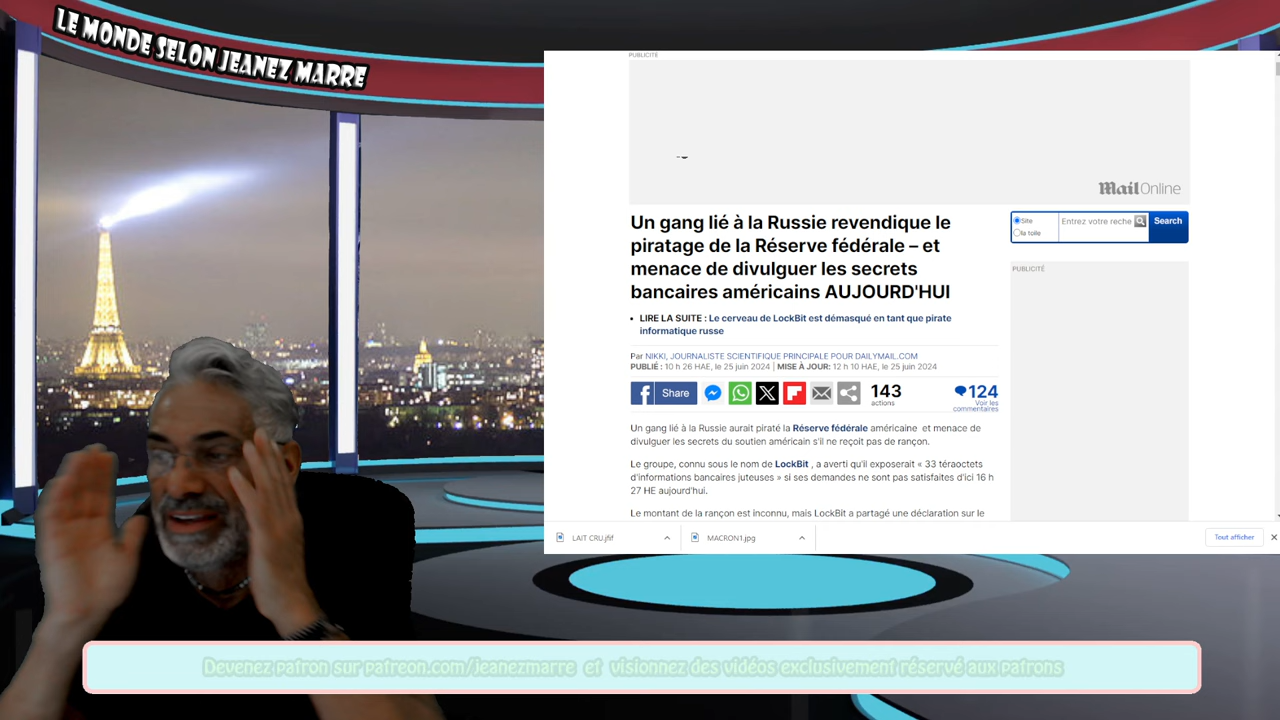 LE MONDE SELON JEANEZ MARRE
PUBLICITÉ
MailOnline
Un gang lié à la Russie revendique le
piratage de la Réserve fédérale – et
menace de divulguer les secrets
bancaires américains AUJOURD'HUI
Site
la toile
Entrez votre reche
Search
PUBLICITÉ
LIRE LA SUITE : Le cerveau de LockBit est démasqué en tant que pirate
informatique russe
Par NIKKI, JOURNALISTE SCIENTIFIQUE PRINCIPALE POUR DAILYMAIL.COM
PUBLIÉ : 10 h 26 HAE, le 25 juin 2024 | MISE À JOUR: 12 h 10 HAE, le 25 juin 2024
Share
143
actions
124
Voir les
commentaires
Un gang lié à la Russie aurait piraté la Réserve fédérale américaine et menace de
divulguer les secrets du soutien américain s'il ne reçoit pas de rançon.
Le groupe, connu sous le nom de LockBit , a averti qu'il exposerait « 33 téraoctets
d'informations bancaires juteuses » si ses demandes ne sont pas satisfaites d'ici 16 h
27 HE aujourd'hui.
Le montant de la rançon est inconnu, mais LockBit a partagé une déclaration sur le
LAIT CRU.jfif
MACRON1.jpg
Tout afficher
Devenez patron sur patreon.com/jeanezmarre et visionnez des vidéos exclusivement réservé aux patrons